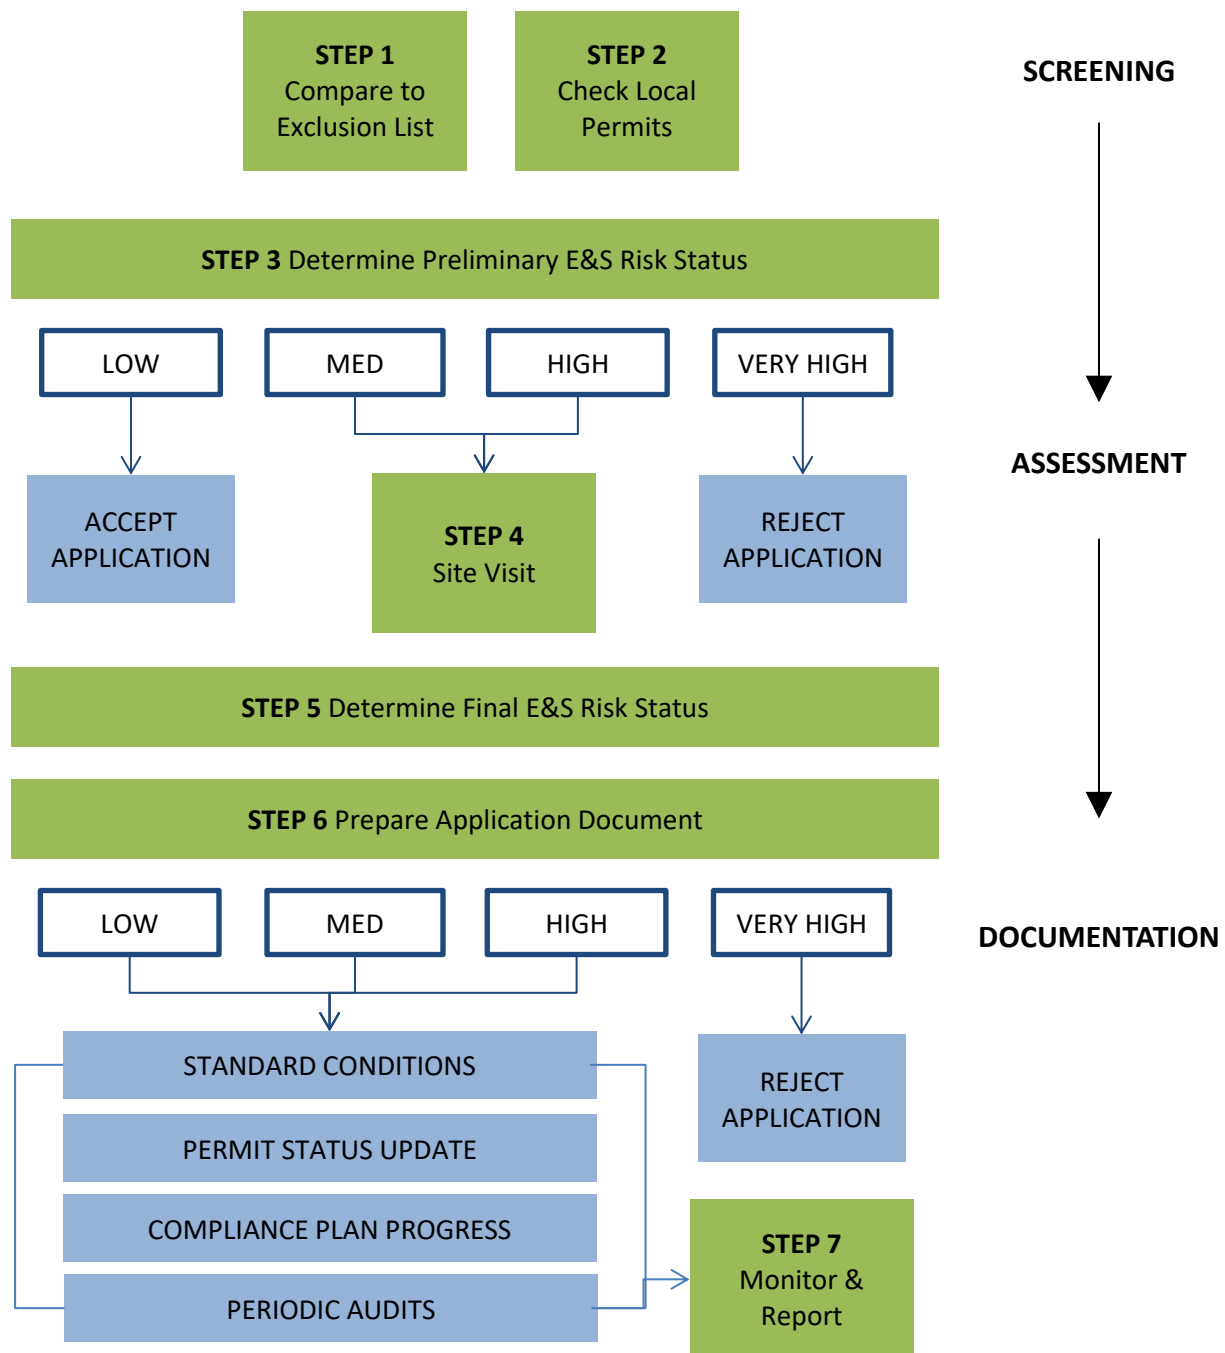 STEP 1
Compare to
Exclusion List
STEP 2
Check Local
Permits
SCREENING
STEP 3 Determine Preliminary E&S Risk Status
LOW
MED
HIGH
VERY HIGH
ACCEPT
APPLICATION
STEP 4
Site Visit
REJECT
APPLICATION
ASSESSMENT
STEP 5 Determine Final E&S Risk Status
STEP 6 Prepare Application Document
LOW
MED
HIGH
VERY HIGH
DOCUMENTATION
STANDARD CONDITIONS
PERMIT STATUS UPDATE
COMPLIANCE PLAN PROGRESS
PERIODIC AUDITS
REJECT
APPLICATION
STEP 7
Monitor &
Report